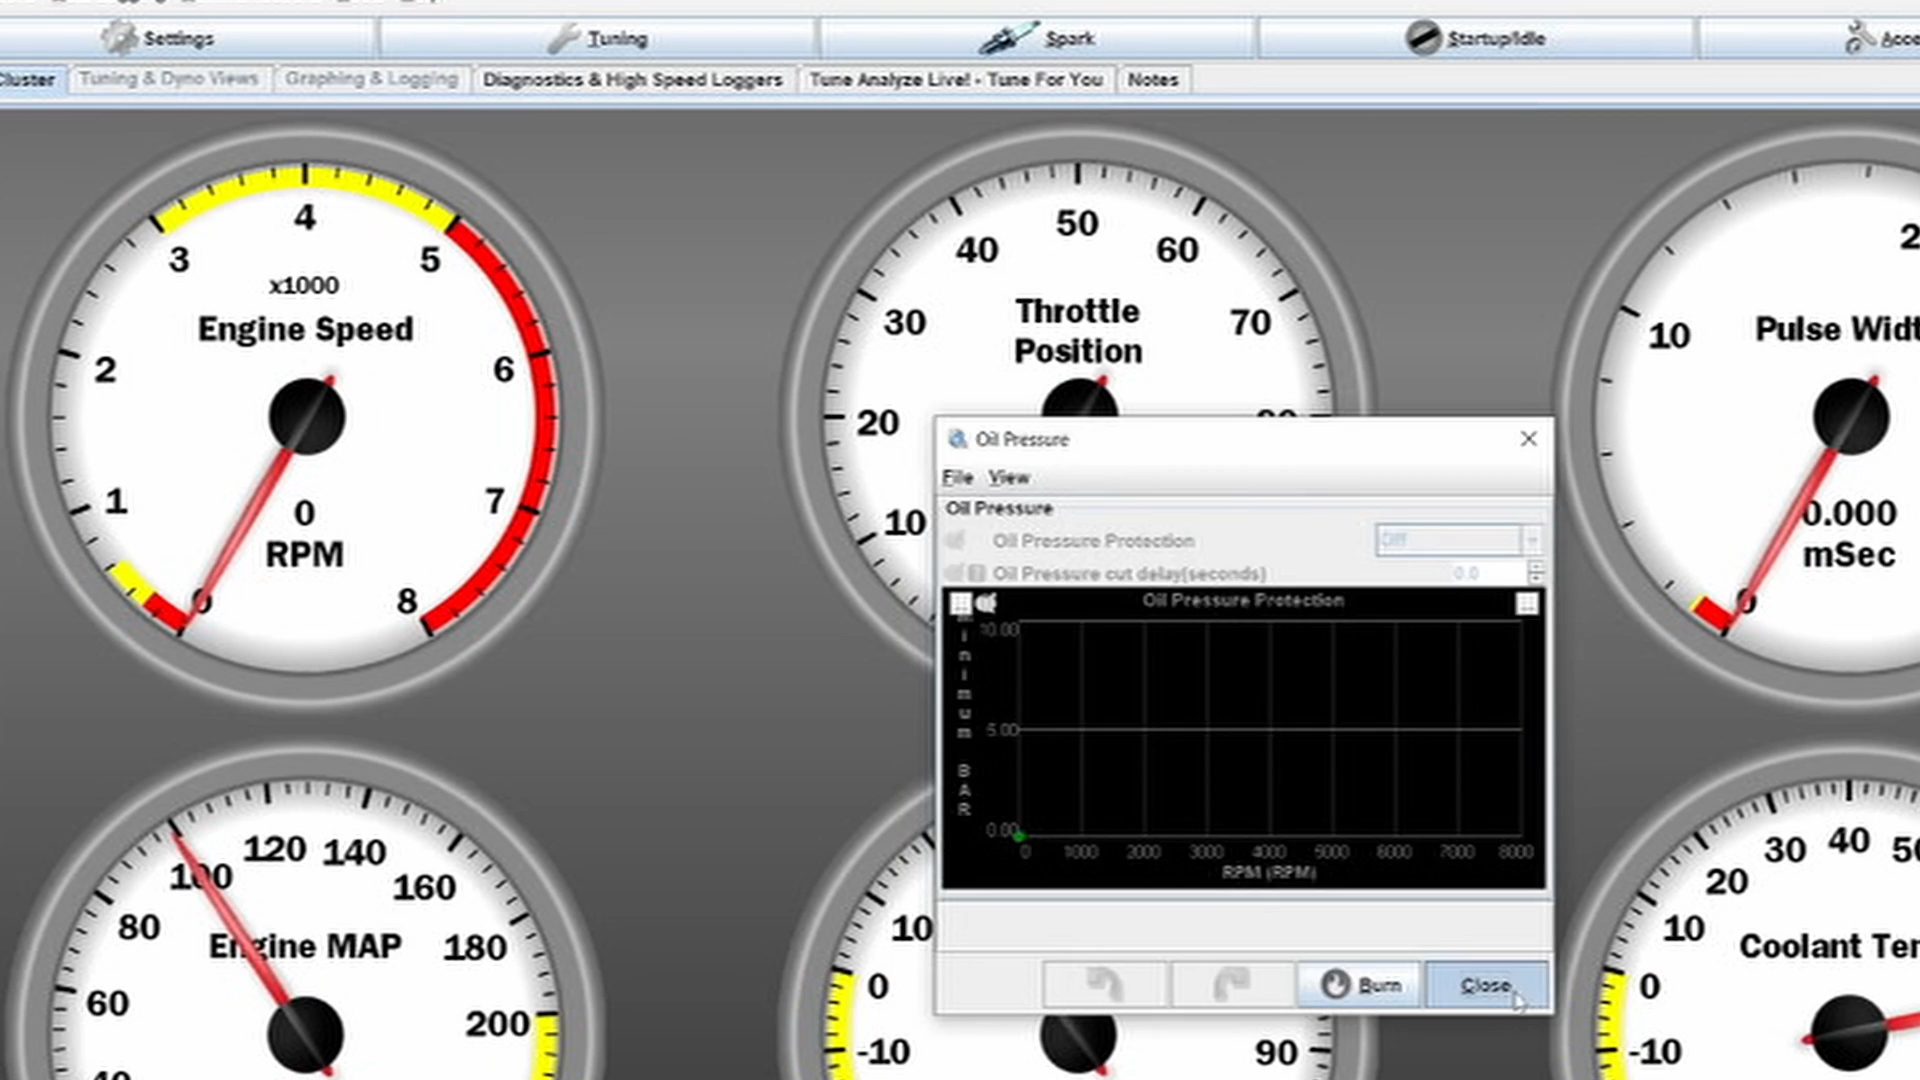 Settings Tuning Spark Startup/Idle
Cluster Tuning & Dyno Views Graphing & Logging Diagnostics & High Speed Loggers Tune Analyze Live! - Tune For You Notes
0 1 2 3 4 5 6 7 8
x1000
Engine Speed
0
RPM
10 20 30 40 50 60 70
Throttle
Position
10
Pulse
0.000
mSec
0
Oil Pressure
File View
Oil Pressure
Oil Pressure Protection Off
Oil Pressure cut delay(seconds) 0.0
Oil Pressure Protection
10.00
5.00
0.00
BAR
0 1000 2000 3000 4000 5000 6000 7000 8000
RPM (RPM)
Burn Close
60 80 100 120 140 160 180 200
Engine MAP
-10 0 10 90
-10 0 10 20 30 40
Coolant